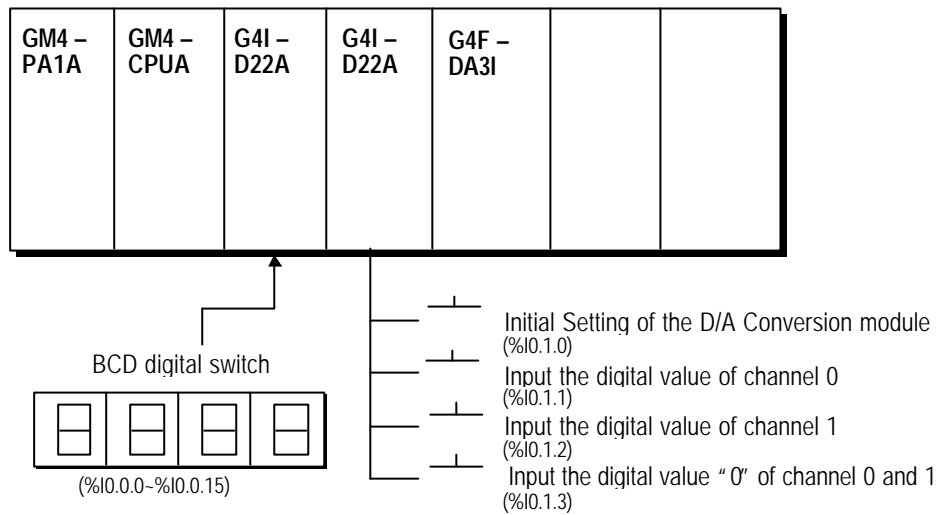 GM4 –
PA1A
GM4 –
CPUA
G4I –
D22A
G4I –
D22A
G4F –
DA3I
Initial Setting of the D/A Conversion module
(%I0.1.0)
BCD digital switch
Input the digital value of channel 0
(%I0.1.1)
Input the digital value of channel 1
(%I0.1.2)
Input the digital value “0” of channel 0 and 1
(%I0.1.3)
(%I0.0.0~%I0.0.15)